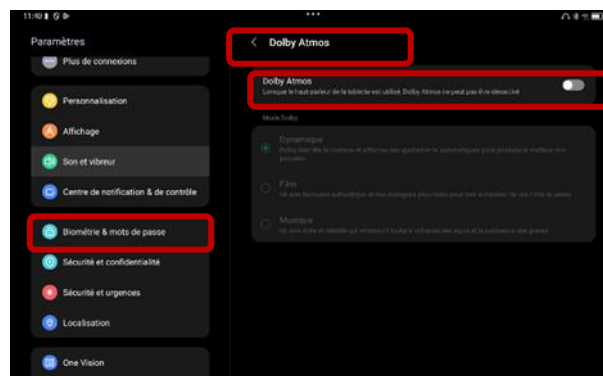 11:40
Paramètres
Plus de connexions
Personnalisation
Affichage
Son et vibreur
Centre de notification & de contrôle
Biométrie & mots de passe
Sécurité et confidentialité
Sécurité et urgences
Localisation
One Vision
Dolby Atmos
Dolby Atmos
Lorsque le haut-parleur de la tablette est utilisé, Dolby Atmos ne peut pas être désactivé
Mode Dolby
Dynamique
Film
Musique